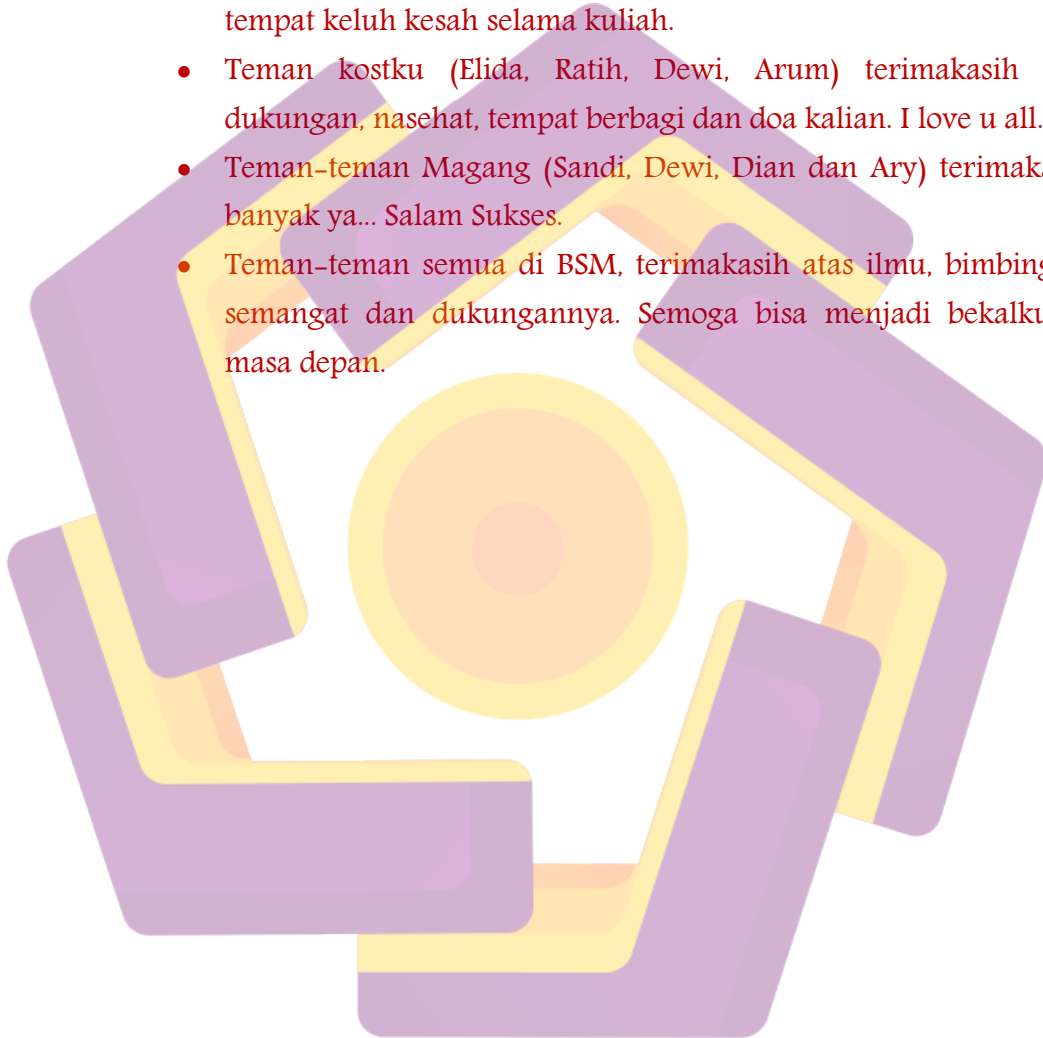 tempat keluh kesah selama kuliah.
• Teman kostku (Elida, Ratih, Dewi, Arum) terimakasih
dukungan, nasehat, tempat berbagi dan doa kalian. I love u all.
• Teman-teman Magang (Sandi, Dewi, Dian dan Ary) terimaka
banyak ya... Salam Sukses.
• Teman-teman semua di BSM, terimakasih atas ilmu, bimbing
semangat dan dukungannya. Semoga bisa menjadi bekalku
masa depan.